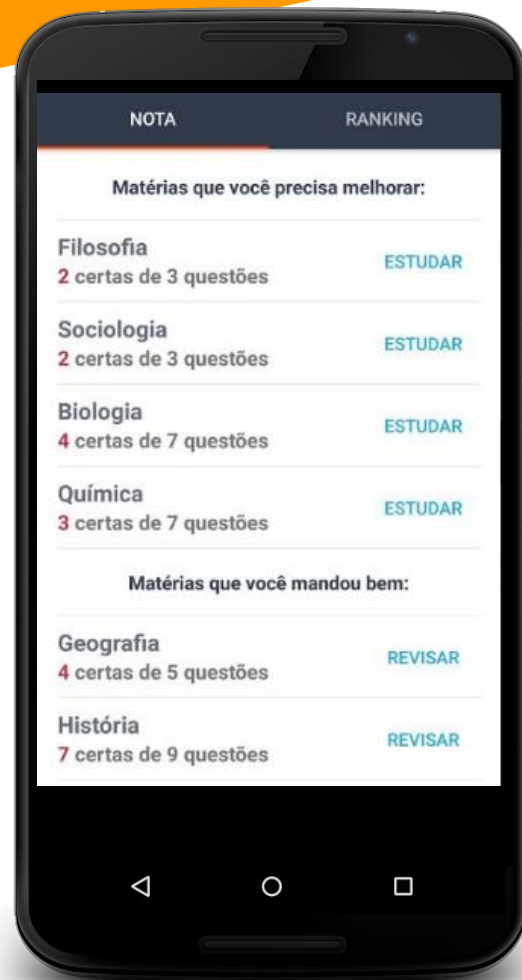 NOTA RANKING
Matérias que você precisa melhorar:
Filosofia
2 certas de 3 questões
ESTUDAR
Sociologia
2 certas de 3 questões
ESTUDAR
Biologia
4 certas de 7 questões
ESTUDAR
Química
3 certas de 7 questões
ESTUDAR
Matérias que você mandou bem:
Geografia
4 certas de 5 questões
REVISAR
História
7 certas de 9 questões
REVISAR